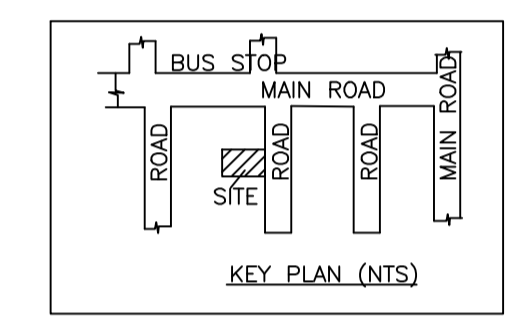 BUS STOP
MAIN ROAD
MAIN ROAD
ROAD
ROAD
ROAD
SITE
KEY PLAN (NTS)